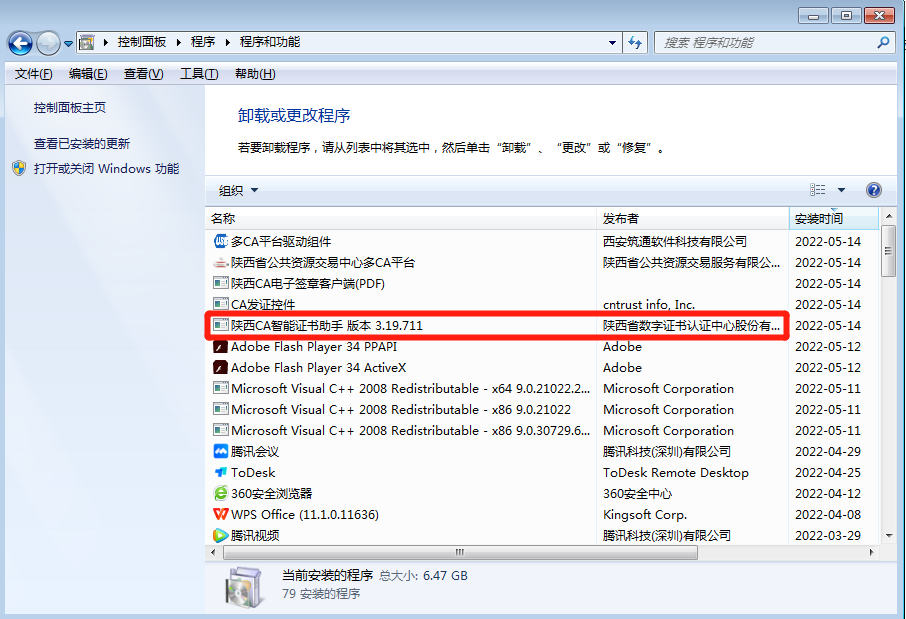 控制面板 程序 程序和功能
搜索 程序和功能
文件(F) 编辑(E) 查看(V) 工具(T) 帮助(H)
控制面板主页
查看已安装的更新
打开或关闭 Windows 功能
卸载或更改程序
若要卸载程序，请从列表中将其选中，然后单击“卸载”、“更改”或“修复”。
组织
名称 发布者 安装时间
多CA平台驱动组件 西安筑通软件科技有限公司 2022-05-14
陕西省公共资源交易中心多CA平台 陕西省公共资源交易服务有限公... 2022-05-14
陕西CA电子签章客户端(PDF) 2022-05-14
CA发证控件 cntrust info, Inc. 2022-05-14
陕西CA智能证书助手 版本 3.19.711 陕西省数字证书认证中心股份有... 2022-05-14
Adobe Flash Player 34 PPAPI Adobe 2022-05-12
Adobe Flash Player 34 ActiveX Adobe 2022-05-12
Microsoft Visual C++ 2008 Redistributable - x64 9.0.21022.2... Microsoft Corporation 2022-05-11
Microsoft Visual C++ 2008 Redistributable - x86 9.0.21022 Microsoft Corporation 2022-05-11
Microsoft Visual C++ 2008 Redistributable - x86 9.0.30729.6... Microsoft Corporation 2022-05-11
腾讯会议 腾讯科技(深圳)有限公司 2022-04-29
ToDesk ToDesk Remote Desktop 2022-04-25
360安全浏览器 360安全中心 2022-04-12
WPS Office (11.1.0.11636) Kingsoft Corp. 2022-04-08
腾讯视频 腾讯科技(深圳)有限公司 2022-03-29
当前安装的程序 总大小: 6.47 GB
79 安装的程序